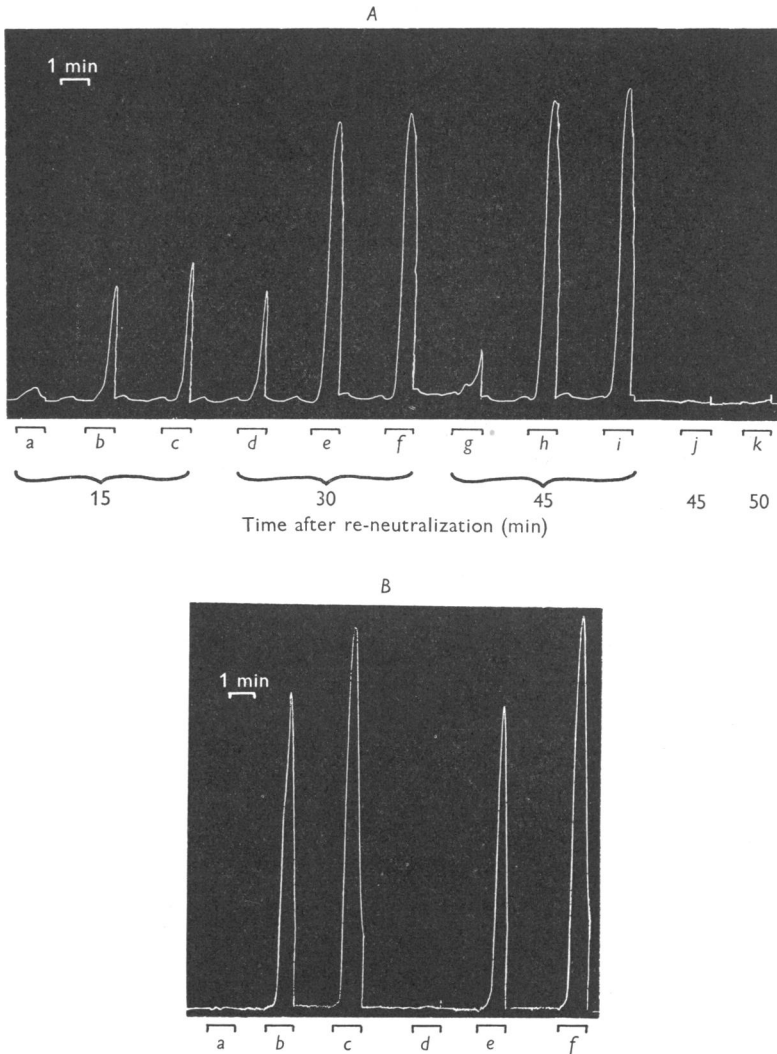 A
1 min
a b c d e f g h i j k
15 30 45 45 50
Time after re-neutralization (min)
B
1 min
a b c d e f